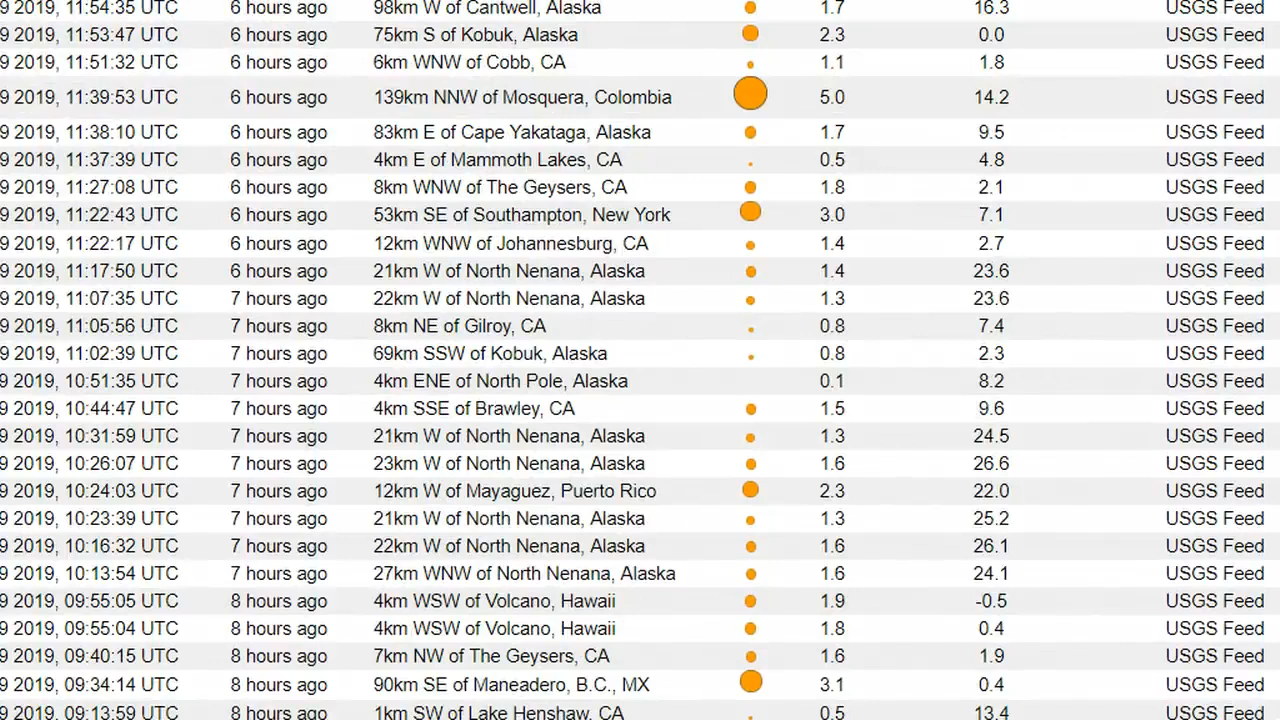 9 2019, 11:54:35 UTC 6 hours ago 98km W of Cantwell, Alaska 1.7 16.3 USGS Feed
9 2019, 11:53:47 UTC 6 hours ago 75km S of Kobuk, Alaska 2.3 0.0 USGS Feed
9 2019, 11:51:32 UTC 6 hours ago 6km WNW of Cobb, CA 1.1 1.8 USGS Feed
9 2019, 11:39:53 UTC 6 hours ago 139km NNW of Mosquera, Colombia 5.0 14.2 USGS Feed
9 2019, 11:38:10 UTC 6 hours ago 83km E of Cape Yakataga, Alaska 1.7 9.5 USGS Feed
9 2019, 11:37:39 UTC 6 hours ago 4km E of Mammoth Lakes, CA 0.5 4.8 USGS Feed
9 2019, 11:27:08 UTC 6 hours ago 8km WNW of The Geysers, CA 1.8 2.1 USGS Feed
9 2019, 11:22:43 UTC 6 hours ago 53km SE of Southampton, New York 3.0 7.1 USGS Feed
9 2019, 11:22:17 UTC 6 hours ago 12km WNW of Johannesburg, CA 1.4 2.7 USGS Feed
9 2019, 11:17:50 UTC 6 hours ago 21km W of North Nenana, Alaska 1.4 23.6 USGS Feed
9 2019, 11:07:35 UTC 7 hours ago 22km W of North Nenana, Alaska 1.3 23.6 USGS Feed
9 2019, 11:05:56 UTC 7 hours ago 8km NE of Gilroy, CA 0.8 7.4 USGS Feed
9 2019, 11:02:39 UTC 7 hours ago 69km SSW of Kobuk, Alaska 0.8 2.3 USGS Feed
9 2019, 10:51:35 UTC 7 hours ago 4km ENE of North Pole, Alaska 0.1 8.2 USGS Feed
9 2019, 10:44:47 UTC 7 hours ago 4km SSE of Brawley, CA 1.5 9.6 USGS Feed
9 2019, 10:31:59 UTC 7 hours ago 21km W of North Nenana, Alaska 1.3 24.5 USGS Feed
9 2019, 10:26:07 UTC 7 hours ago 23km W of North Nenana, Alaska 1.6 26.6 USGS Feed
9 2019, 10:24:03 UTC 7 hours ago 12km W of Mayaguez, Puerto Rico 2.3 22.0 USGS Feed
9 2019, 10:23:39 UTC 7 hours ago 21km W of North Nenana, Alaska 1.3 25.2 USGS Feed
9 2019, 10:16:32 UTC 7 hours ago 22km W of North Nenana, Alaska 1.6 26.1 USGS Feed
9 2019, 10:13:54 UTC 7 hours ago 27km WNW of North Nenana, Alaska 1.6 24.1 USGS Feed
9 2019, 09:55:05 UTC 8 hours ago 4km WSW of Volcano, Hawaii 1.9 -0.5 USGS Feed
9 2019, 09:55:04 UTC 8 hours ago 4km WSW of Volcano, Hawaii 1.8 0.4 USGS Feed
9 2019, 09:40:15 UTC 8 hours ago 7km NW of The Geysers, CA 1.6 1.9 USGS Feed
9 2019, 09:34:14 UTC 8 hours ago 90km SE of Maneadero, B.C., MX 3.1 0.4 USGS Feed
9 2019, 09:13:59 UTC 8 hours ago 1km SW of Lake Henshaw, CA 0.5 13.4 USGS Feed